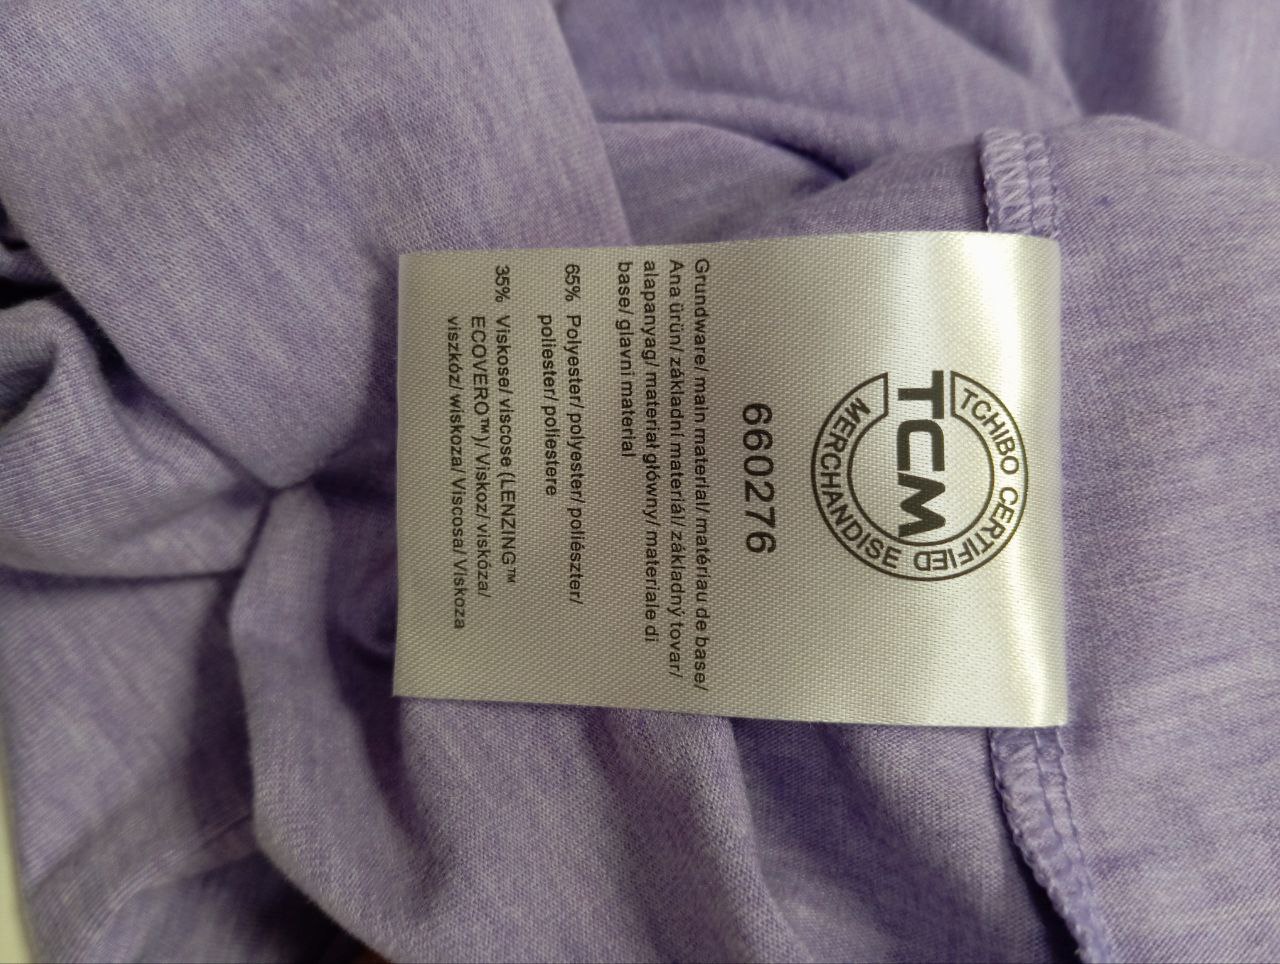 TCHIBO CERTIFIED
MERCHANDISE
TCM
660276
Grundware/ main material/ matériau de base/
Ana ürün/ základní materiál/ základný tovar/
alapanyag/ materiał główny/ materiale di
base/ glavni material
65% Polyester/ polyester/ poliészter/
poliester/ poliestere
35% Viskose/ viscose (LENZING™
ECOVERO™)/ Viskoz/ viskóza/
viszkóz/ wiskoza/ Viscosa/ Viskoza